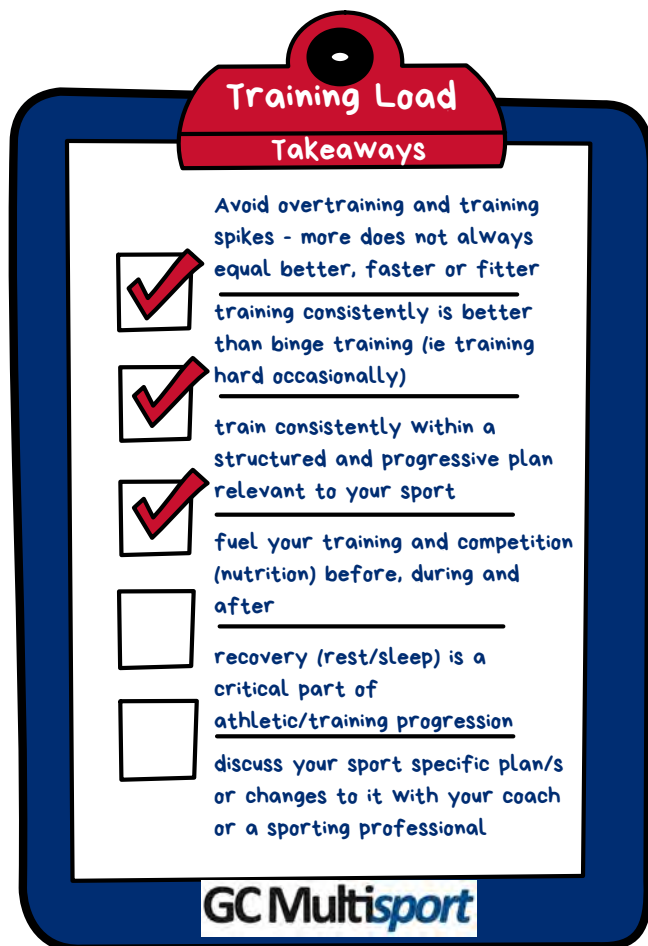 Training Load
Takeaways
Avoid overtraining and training
spikes - more does not always
equal better, faster or fitter
training consistently is better
than binge training (ie training
hard occasionally)
train consistently within a
structured and progressive plan
relevant to your sport
fuel your training and competition
(nutrition) before, during and
after
recovery (rest/sleep) is a
critical part of
athletic/training progression
discuss your sport specific plan/s
or changes to it with your coach
or a sporting professional
GC Multisport